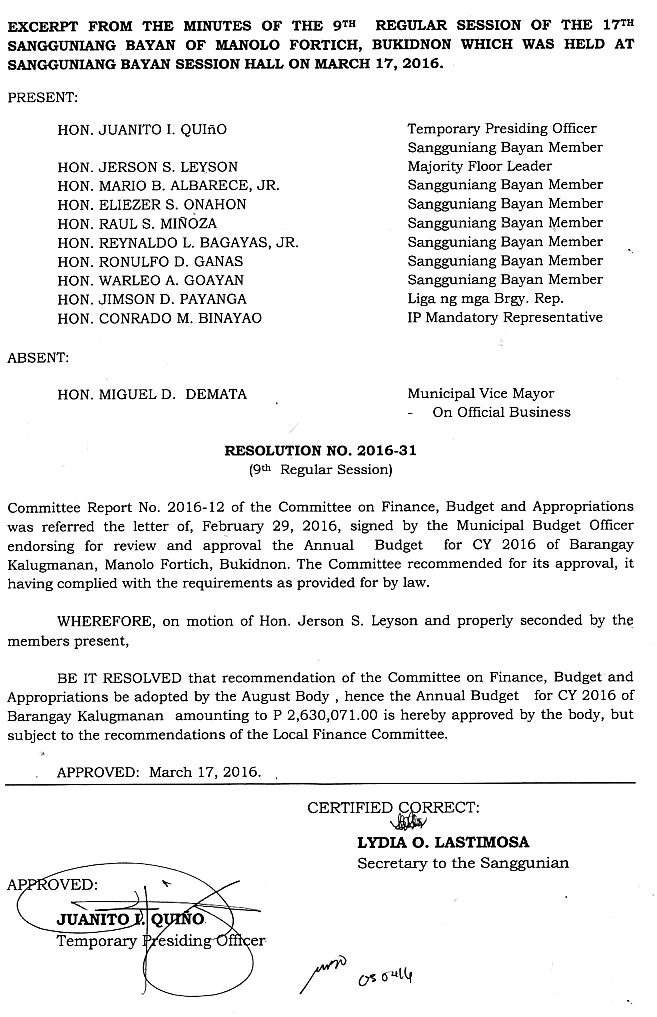 EXCERPT FROM THE MINUTES OF THE 9TH REGULAR SESSION OF THE 17TH
SANGGUNIANG BAYAN OF MANOLO FORTICH, BUKIDNON WHICH WAS HELD AT
SANGGUNIANG BAYAN SESSION HALL ON MARCH 17, 2016.
PRESENT:
HON. JUANITO I. QUIñO Temporary Presiding Officer
Sangguniang Bayan Member
HON. JERSON S. LEYSON Majority Floor Leader
HON. MARIO B. ALBARECE, JR. Sangguniang Bayan Member
HON. ELIEZER S. ONAHON Sangguniang Bayan Member
HON. RAUL S. MIÑOZA Sangguniang Bayan Member
HON. REYNALDO L. BAGAYAS, JR. Sangguniang Bayan Member
HON. RONULFO D. GANAS Sangguniang Bayan Member
HON. WARLEO A. GOAYAN Sangguniang Bayan Member
HON. JIMSON D. PAYANGA Liga ng mga Brgy. Rep.
HON. CONRADO M. BINAYAO IP Mandatory Representative
ABSENT:
HON. MIGUEL D. DEMATA Municipal Vice Mayor
- On Official Business
RESOLUTION NO. 2016-31
(9th Regular Session)
Committee Report No. 2016-12 of the Committee on Finance, Budget and Appropriations
was referred the letter of, February 29, 2016, signed by the Municipal Budget Officer
endorsing for review and approval the Annual Budget for CY 2016 of Barangay
Kalugmanan, Manolo Fortich, Bukidnon. The Committee recommended for its approval, it
having complied with the requirements as provided for by law.
WHEREFORE, on motion of Hon. Jerson S. Leyson and properly seconded by the
members present,
BE IT RESOLVED that recommendation of the Committee on Finance, Budget and
Appropriations be adopted by the August Body , hence the Annual Budget for CY 2016 of
Barangay Kalugmanan amounting to P 2,630,071.00 is hereby approved by the body, but
subject to the recommendations of the Local Finance Committee.
APPROVED: March 17, 2016.
CERTIFIED CORRECT:
LYDIA O. LASTIMOSA
Secretary to the Sanggunian
APPROVED:
JUANITO I. QUIÑO
Temporary Presiding Officer